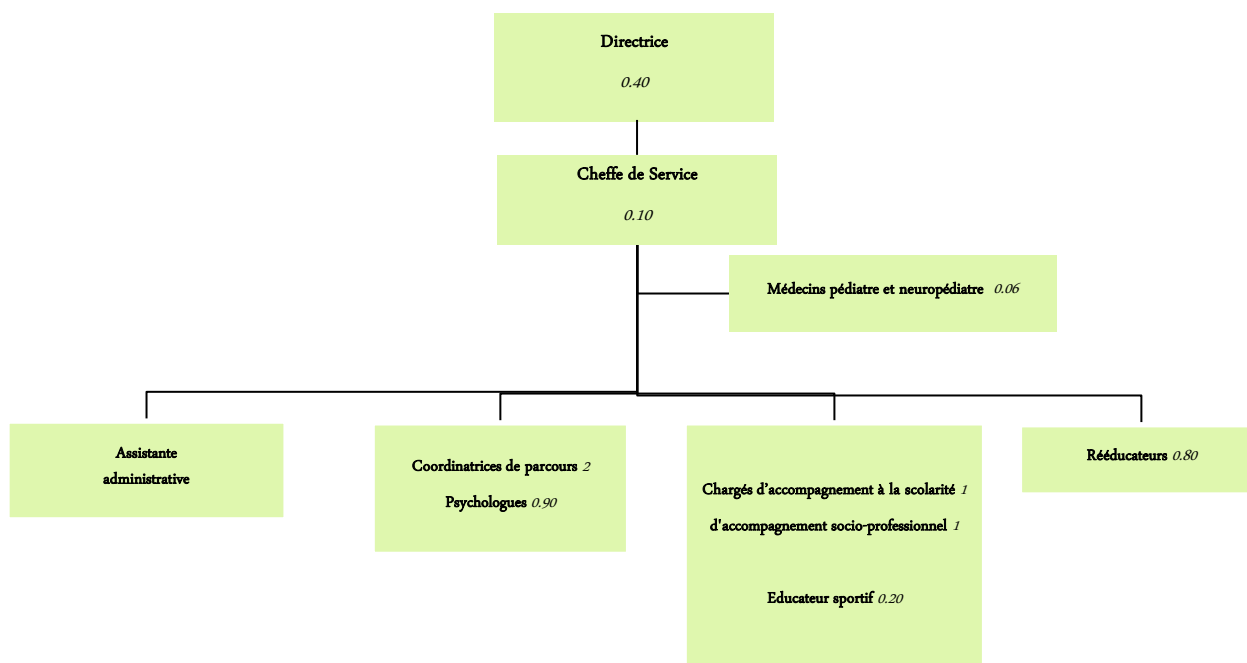 Directrice
0.40
Cheffe de Service
0.10
Médecins pédiatre et neuropédiatre 0.06
Assistante
administrative
Coordinatrices de parcours 2
Psychologues 0.90
Chargés d’accompagnement à la scolarité 1
d'accompagnement socio-professionnel 1
Educateur sportif 0.20
Rééducateurs 0.80